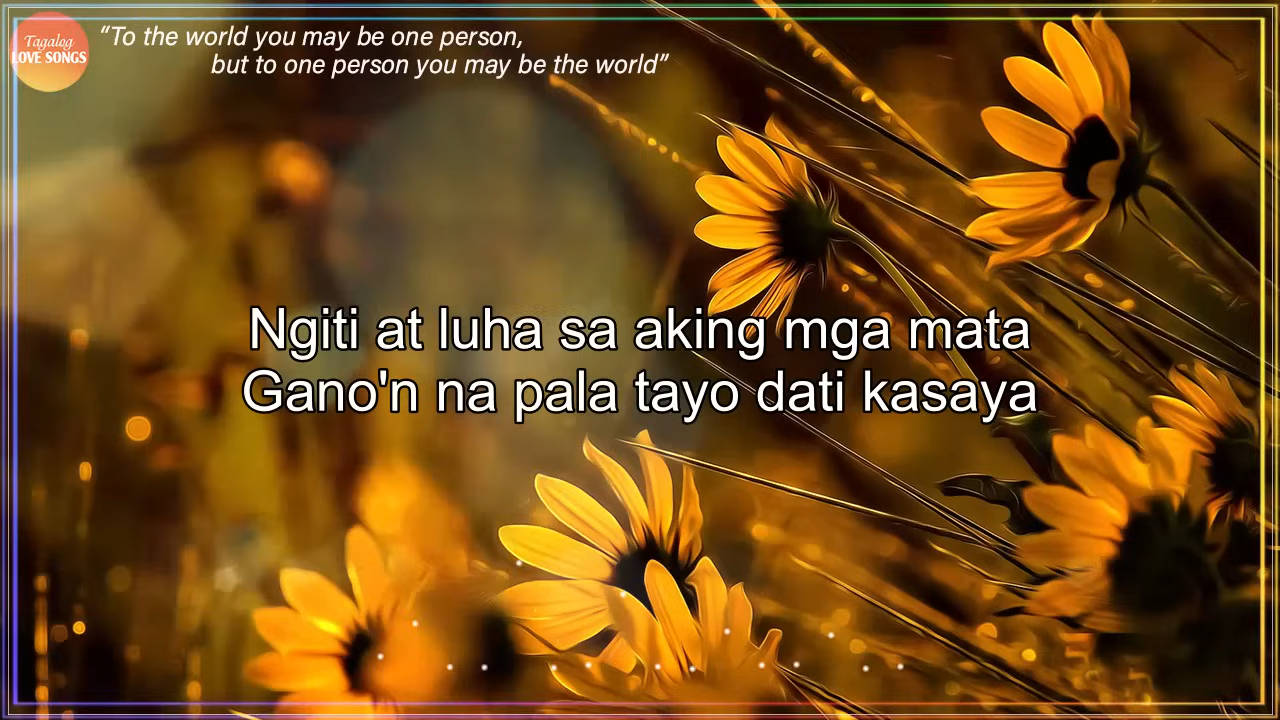 Tagalog
LOVE SONGS
“To the world you may be one person,
but to one person you may be the world”
Ngiti at luha sa aking mga mata
Gano'n na pala tayo dati kasaya